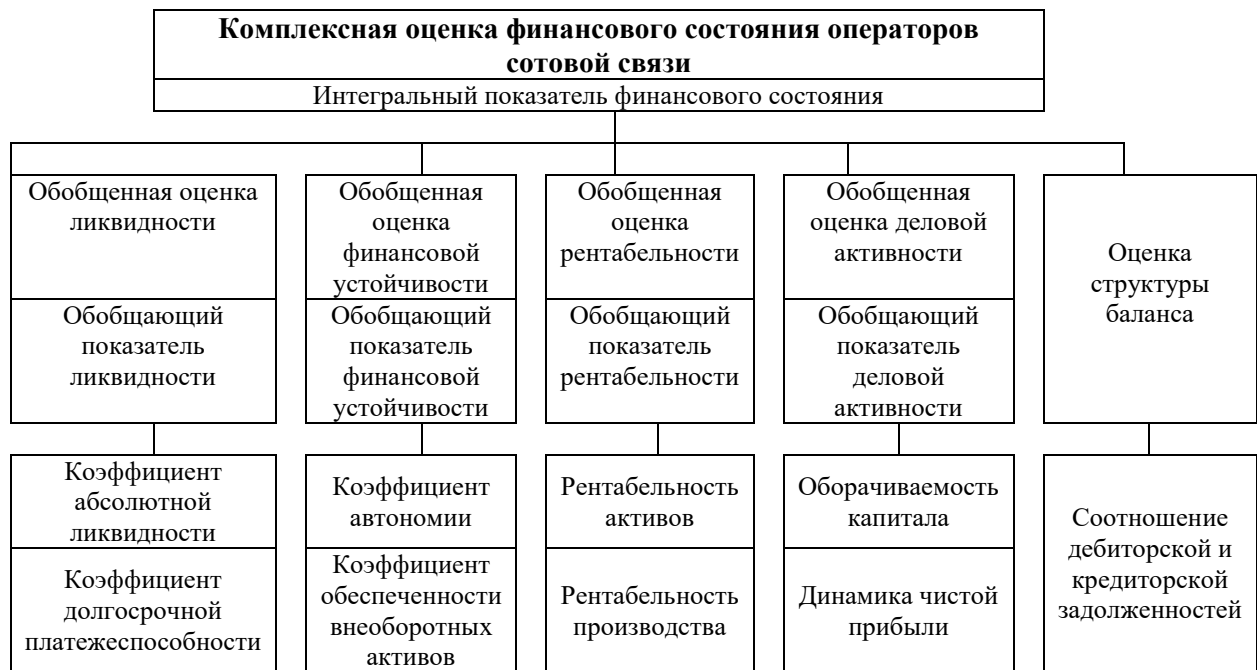 Комплексная оценка финансового состояния операторов
сотовой связи
Интегральный показатель финансового состояния
Обобщенная оценка
ликвидности
Обобщающий
показатель
ликвидности
Обобщенная
оценка
финансовой
устойчивости
Обобщающий
показатель
финансовой
устойчивости
Обобщенная
оценка
рентабельности
Обобщающий
показатель
рентабельности
Обобщенная
оценка деловой
активности
Обобщающий
показатель
деловой
активности
Оценка
структуры
баланса
Коэффициент
абсолютной
ликвидности
Коэффициент
долгосрочной
платежеспособности
Коэффициент
автономии
Коэффициент
обеспеченности
внеоборотных
активов
Рентабельность
активов
Рентабельность
производства
Оборачиваемость
капитала
Динамика чистой
прибыли
Соотношение
дебиторской и
кредиторской
задолженностей